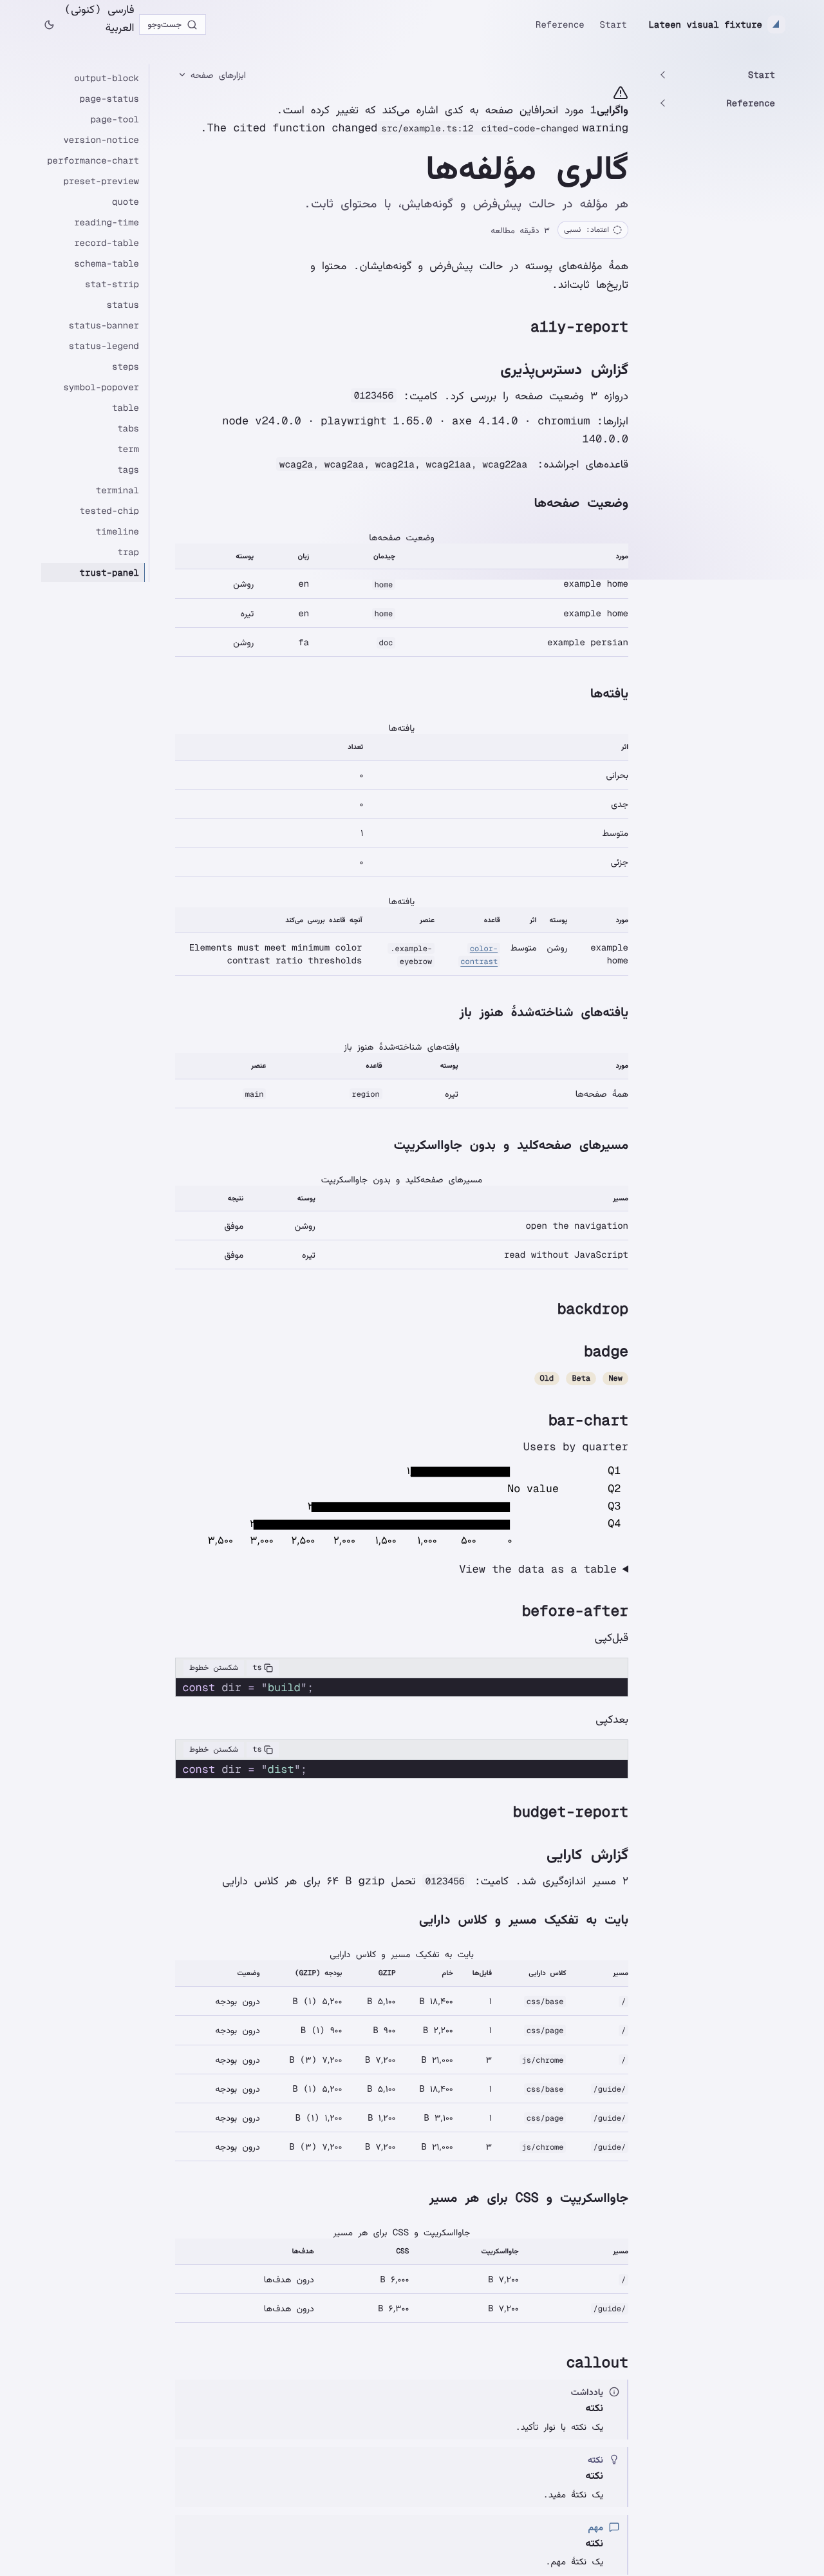 Lateen visual fixture
Start
Reference
جست‌وجو
فارسی (کنونی)
العربية
Start
Reference
ابزارهای صفحه
واگرایی1 مورد انحرافاین صفحه به کدی اشاره می‌کند که تغییر کرده است.
warning cited-code-changed src/example.ts:12 The cited function changed.
گالری مؤلفه‌ها
هر مؤلفه در حالت پیش‌فرض و گونه‌هایش، با محتوای ثابت.
اعتماد: نسبی
۳ دقیقه مطالعه
همهٔ مؤلفه‌های پوسته در حالت پیش‌فرض و گونه‌هایشان. محتوا و
تاریخ‌ها ثابت‌اند.
a11y-report
گزارش دسترس‌پذیری
دروازه ۳ وضعیت صفحه را بررسی کرد. کامیت: 0123456
ابزارها: node v24.0.0 · playwright 1.65.0 · axe 4.14.0 · chromium
140.0.0
قاعده‌های اجراشده: wcag2a, wcag2aa, wcag21a, wcag21aa, wcag22aa
وضعیت صفحه‌ها
وضعیت صفحه‌ها
مورد چیدمان زبان پوسته
example home home en روشن
example home home en تیره
example persian doc fa روشن
یافته‌ها
یافته‌ها
اثر تعداد
بحرانی ۰
جدی ۰
متوسط ۱
جزئی ۰
یافته‌ها
مورد پوسته اثر قاعده عنصر آنچه قاعده بررسی می‌کند
example home روشن متوسط color-contrast .example-eyebrow Elements must meet minimum color contrast ratio thresholds
یافته‌های شناخته‌شدهٔ هنوز باز
یافته‌های شناخته‌شدهٔ هنوز باز
مورد پوسته قاعده عنصر
همهٔ صفحه‌ها تیره region main
مسیرهای صفحه‌کلید و بدون جاوااسکریپت
مسیرهای صفحه‌کلید و بدون جاوااسکریپت
مسیر پوسته نتیجه
open the navigation روشن موفق
read without JavaScript تیره موفق
backdrop
badge
New Beta Old
bar-chart
Users by quarter
Q1 ۱
Q2 No value
Q3
Q4
۰ ۵۰۰ ۱,۰۰۰ ۱,۵۰۰ ۲,۰۰۰ ۲,۵۰۰ ۳,۰۰۰ ۳,۵۰۰
View the data as a table
before-after
قبل‌کپی
ts شکستن خطوط
const dir = "build";
بعدکپی
ts شکستن خطوط
const dir = "dist";
budget-report
گزارش کارایی
۲ مسیر اندازه‌گیری شد. کامیت: 0123456 تحمل ۶۴ B gzip برای هر کلاس دارایی
بایت به تفکیک مسیر و کلاس دارایی
بایت به تفکیک مسیر و کلاس دارایی
مسیر کلاس دارایی فایل‌ها خام GZIP بودجه (GZIP) وضعیت
/ css/base ۱ ۱۸,۴۰۰ B ۵,۱۰۰ B ۵,۲۰۰ B (۱) درون بودجه
/ css/page ۱ ۲,۲۰۰ B ۹۰۰ B ۹۰۰ B (۱) درون بودجه
/ js/chrome ۳ ۲۱,۰۰۰ B ۷,۲۰۰ B ۷,۲۰۰ B (۳) درون بودجه
/guide/ css/base ۱ ۱۸,۴۰۰ B ۵,۱۰۰ B ۵,۲۰۰ B (۱) درون بودجه
/guide/ css/page ۱ ۳,۱۰۰ B ۱,۲۰۰ B ۱,۲۰۰ B (۱) درون بودجه
/guide/ js/chrome ۳ ۲۱,۰۰۰ B ۷,۲۰۰ B ۷,۲۰۰ B (۳) درون بودجه
جاوااسکریپت و CSS برای هر مسیر
جاوااسکریپت و CSS برای هر مسیر
مسیر جاوااسکریپت CSS هدف‌ها
/ ۷,۲۰۰ B ۶,۰۰۰ B درون هدف‌ها
/guide/ ۷,۲۰۰ B ۶,۳۰۰ B درون هدف‌ها
callout
یادداشت
نکته
یک نکته با نوار تأکید.
نکته
نکته
یک نکتهٔ مفید.
مهم
نکته
یک نکتهٔ مهم.
output-block
page-status
page-tool
version-notice
performance-chart
preset-preview
quote
reading-time
record-table
schema-table
stat-strip
status
status-banner
status-legend
steps
symbol-popover
table
tabs
term
tags
terminal
tested-chip
timeline
trap
trust-panel